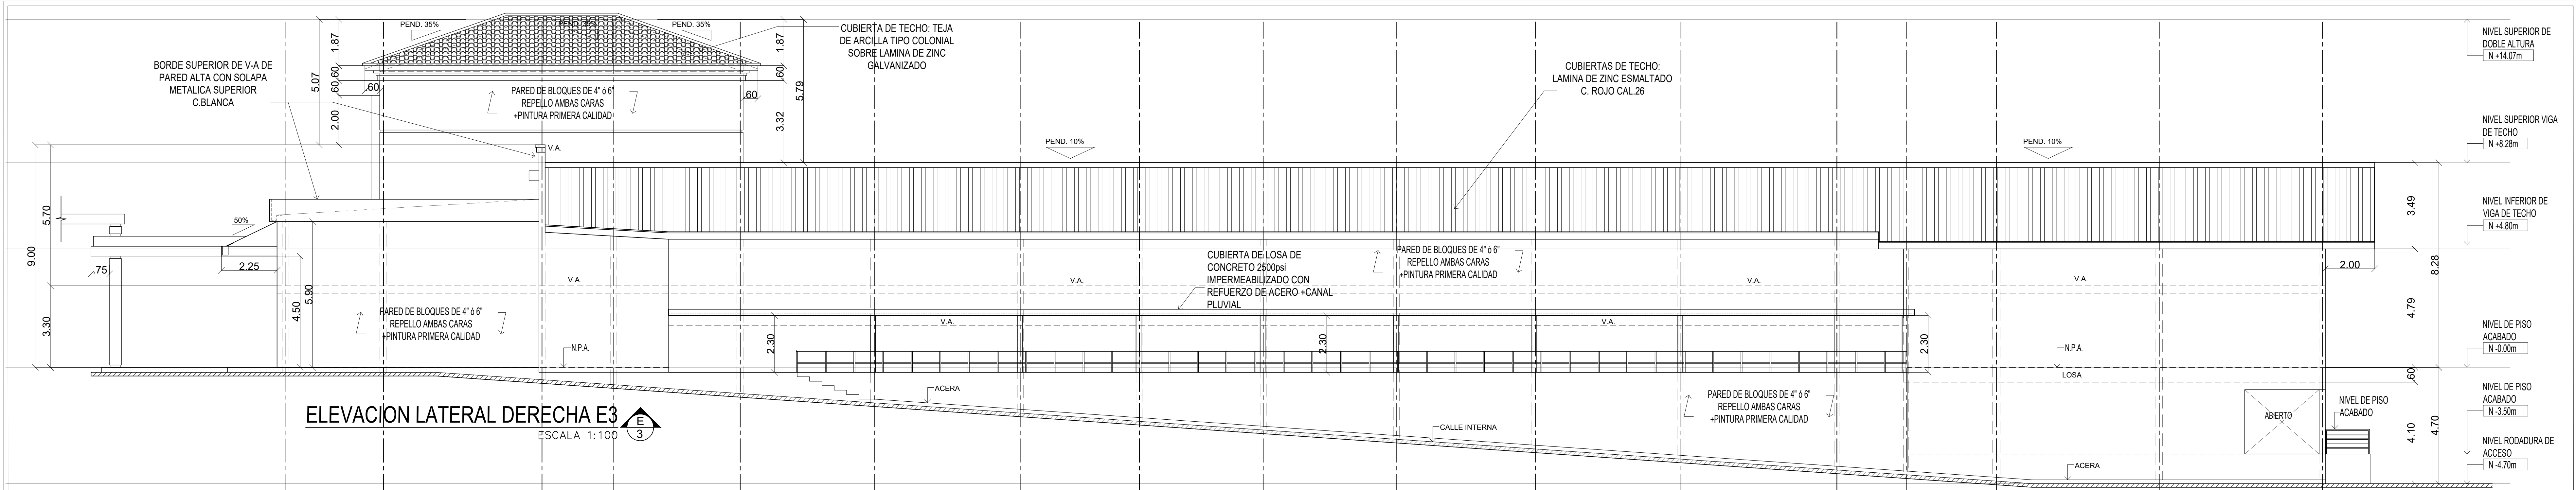 PEND. 35%
PEND. 35%
CUBIERTA DE TECHO: TEJA
DE ARCILLA TIPO COLONIAL
SOBRE LAMINA DE ZINC
GALVANIZADO
BORDE SUPERIOR DE V-A DE
PARED ALTA CON SOLAPA
METALICA SUPERIOR
C.BLANCA
5.07
1.87
.60
.60
2.00
.60
PARED DE BLOQUES DE 4" ó 6"
REPELLO AMBAS CARAS
+PINTURA PRIMERA CALIDAD
.60
1.87
.60
3.32
5.79
CUBIERTAS DE TECHO:
LAMINA DE ZINC ESMALTADO
C. ROJO CAL.26
PEND. 10%
PEND. 10%
V.A.
NIVEL SUPERIOR DE
DOBLE ALTURA
N +14.07m
NIVEL SUPERIOR VIGA
DE TECHO
N +8.28m
NIVEL INFERIOR DE
VIGA DE TECHO
N +4.80m
NIVEL DE PISO
ACABADO
N -0.00m
NIVEL DE PISO
ACABADO
N -3.50m
NIVEL RODADURA DE
ACCESO
N -4.70m
9.00
5.70
3.30
50%
.75
2.25
4.50
5.90
PARED DE BLOQUES DE 4" ó 6"
REPELLO AMBAS CARAS
+PINTURA PRIMERA CALIDAD
V.A.
N.P.A.
CUBIERTA DE LOSA DE
CONCRETO 2500psi
IMPERMEABILIZADO CON
REFUERZO DE ACERO +CANAL
PLUVIAL
PARED DE BLOQUES DE 4" ó 6"
REPELLO AMBAS CARAS
+PINTURA PRIMERA CALIDAD
V.A.
V.A.
V.A.
V.A.
V.A.
2.30
2.30
2.30
2.00
3.49
8.28
4.79
.60
4.10
4.70
N.P.A.
LOSA
ABIERTO
NIVEL DE PISO
ACABADO
PARED DE BLOQUES DE 4" ó 6"
REPELLO AMBAS CARAS
+PINTURA PRIMERA CALIDAD
ACERA
CALLE INTERNA
ACERA
ELEVACION LATERAL DERECHA E3
ESCALA 1:100
E
3